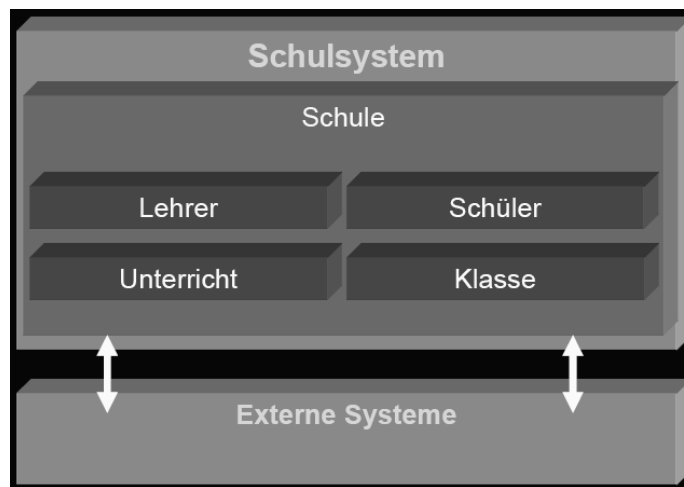 Schulsystem
Schule
Lehrer
Schüler
Unterricht
Klasse
Externe Systeme